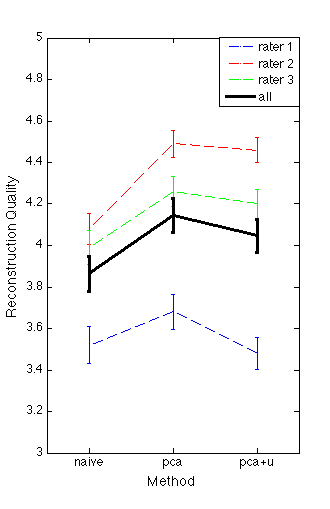 5
4.8
4.6
4.4
4.2
4
3.8
3.6
3.4
3.2
3
Reconstruction Quality
rater 1
rater 2
rater 3
all
naive pca pca+u
Method